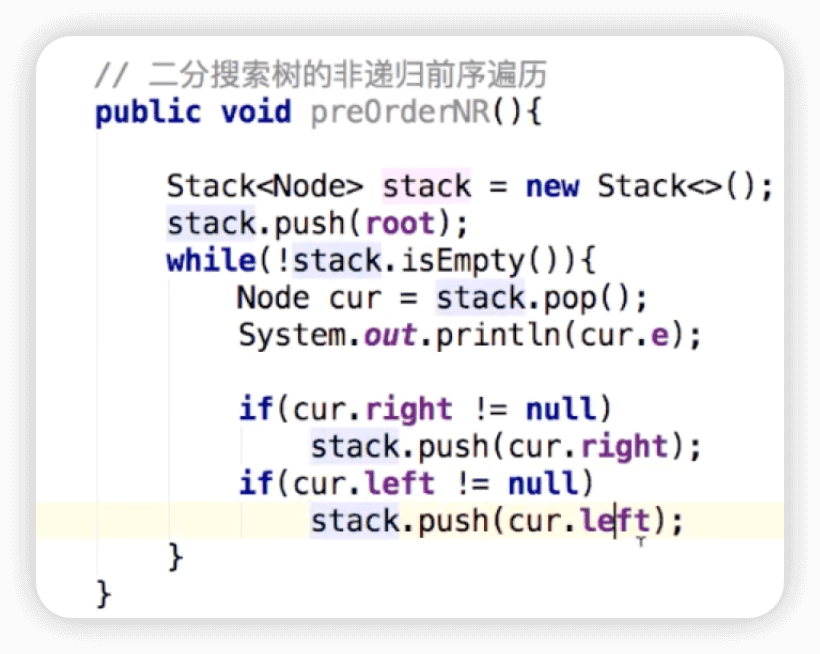 // 二分搜索树的非递归前序遍历
public void preOrderNR(){
Stack<Node> stack = new Stack<>();
stack.push(root);
while(!stack.isEmpty()){
Node cur = stack.pop();
System.out.println(cur.e);
if(cur.right != null)
stack.push(cur.right);
if(cur.left != null)
stack.push(cur.left);
}
}